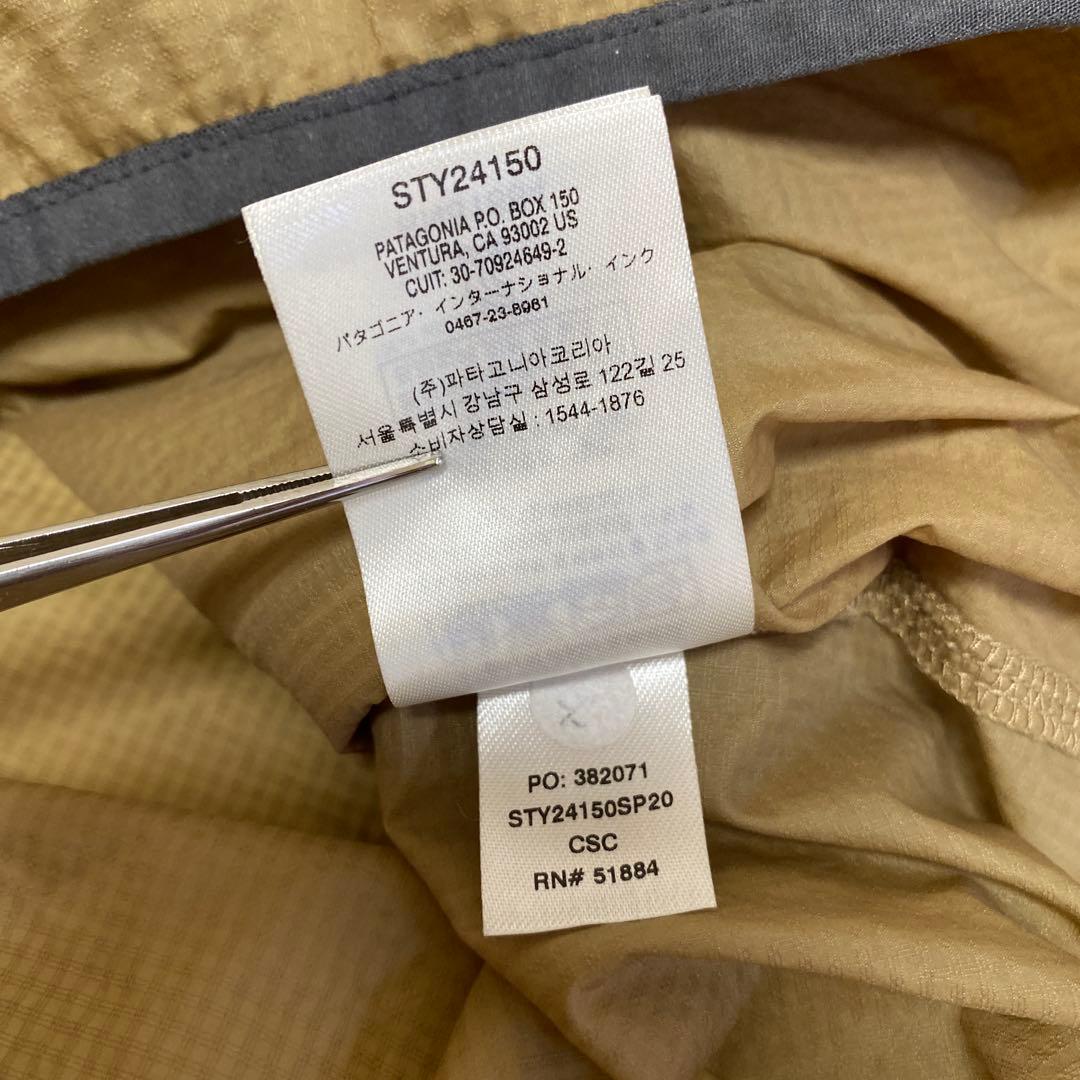 STY24150
PATAGONIA P.O. BOX 150
VENTURA, CA 93002 US
CUIT: 30-70924649-2
パタゴニア・インターナショナル・インク
0467-23-8961
(주)파타고니아코리아
서울특별시 강남구 삼성로 122길 25
소비자상담실 : 1544-1876
PO: 382071
STY24150SP20
CSC
RN# 51884